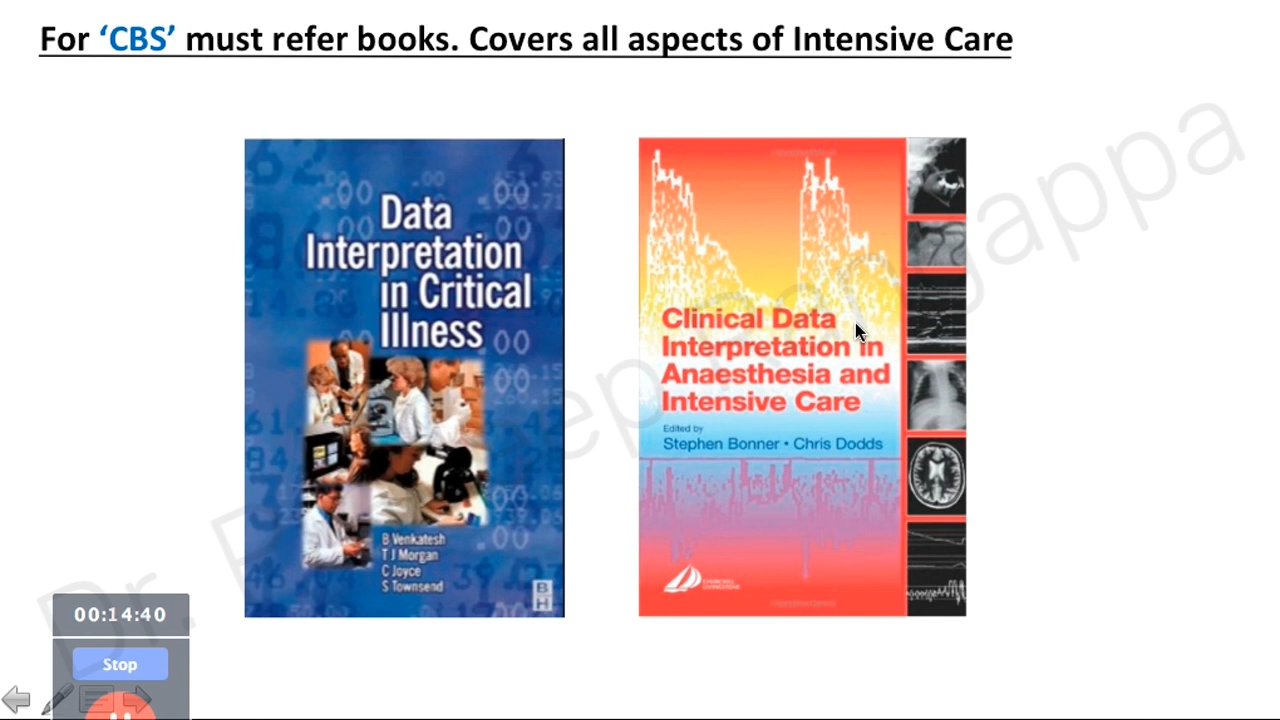 For ‘CBS’ must refer books. Covers all aspects of Intensive Care
Data
Interpretation
in Critical
Illness
B Venkatesh
T J Morgan
C Joyce
S Townsend
B
H
Clinical Data
Interpretation in
Anaesthesia and
Intensive Care
Edited by
Stephen Bonner • Chris Dodds
CHURCHILL
LIVINGSTONE
00:14:40
Stop